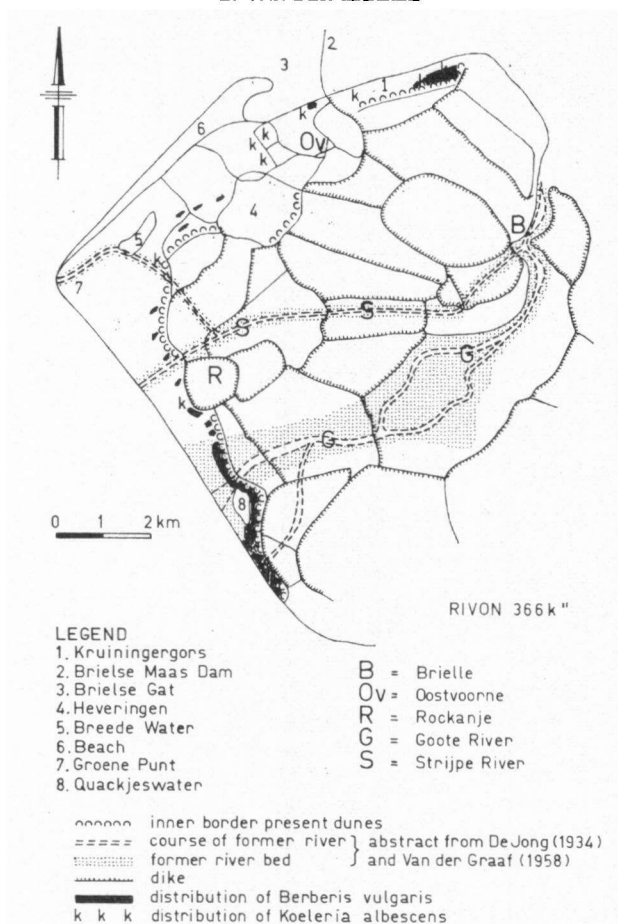 2
3
1
k
k
k
6
k
k
k
k
k
Ov
4
5
k
7
B
S
S
R
G
k
G
8
0 1 2 km
RIVON 366k"
LEGEND
1. Kruiningergors
2. Brielse Maas Dam
3. Brielse Gat
4. Heveringen
5. Breede Water
6. Beach
7. Groene Punt
8. Quackjeswater
B = Brielle
Ov = Oostvoorne
R = Rockanje
G = Goote River
S = Strijpe River
inner border present dunes
course of former river } abstract from De Jong (1934)
former river bed and Van der Graaf (1958)
dike
distribution of Berberis vulgaris
k k k distribution of Koeleria albescens